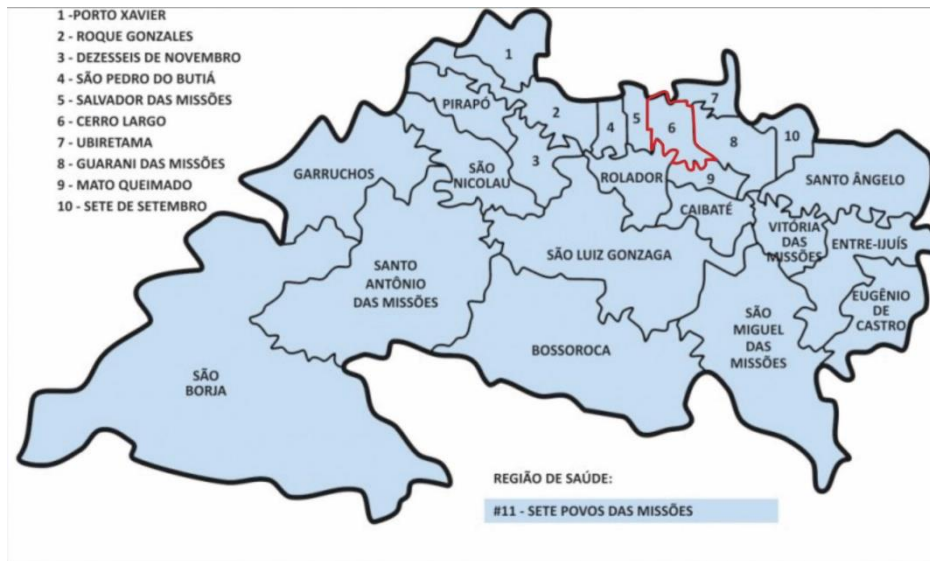 1 -PORTO XAVIER
2 - ROQUE GONZALES
3 - DEZESSEIS DE NOVEMBRO
4 - SÃO PEDRO DO BUTIÁ
5 - SALVADOR DAS MISSÕES
6 - CERRO LARGO
7 - UBIRETAMA
8 - GUARANI DAS MISSÕES
9 - MATO QUEIMADO
10 - SETE DE SETEMBRO
1
PIRAPÓ
2
4
5
6
7
8
10
GARRUCHOS
SÃO
NICOLAU
3
ROLADOR
9
SANTO ÂNGELO
CAIBATÉ
VITÓRIA
DAS
MISSÕES
ENTRE-IJUÍS
SÃO LUIZ GONZAGA
SANTO
ANTÔNIO
DAS MISSÕES
EUGÊNIO
DE
CASTRO
SÃO
MIGUEL
DAS
MISSÕES
BOSSOROCA
SÃO
BORJA
REGIÃO DE SAÚDE:
#11 - SETE POVOS DAS MISSÕES